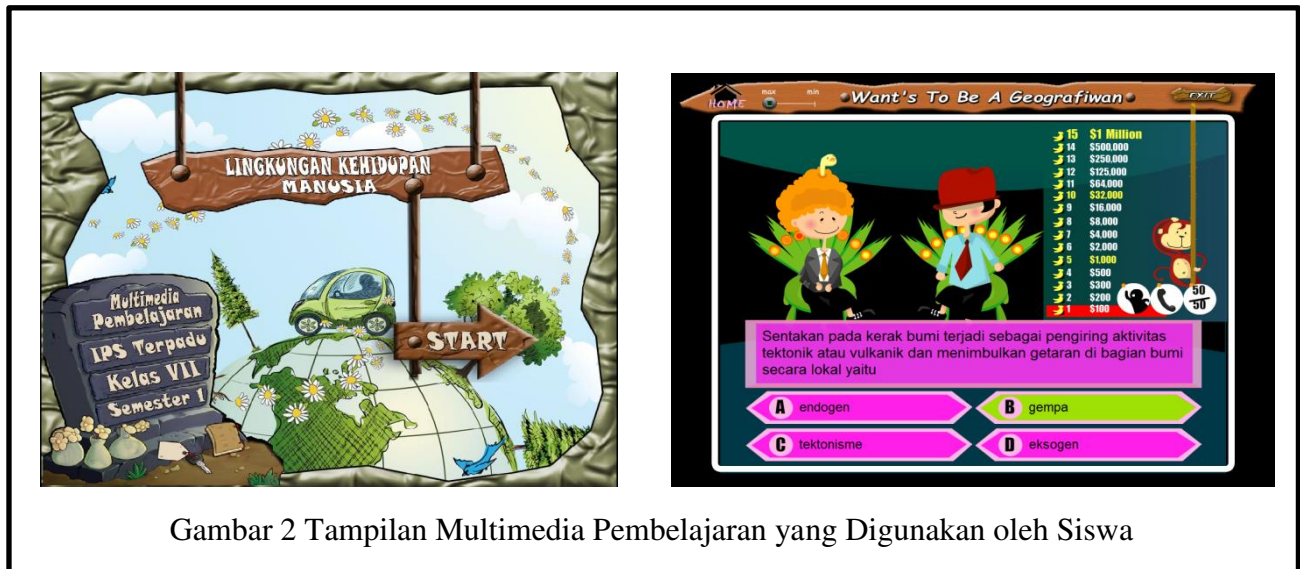 LINGKUNGAN KEHIDUPAN
MANUSIA
START
Multimedia
Pembelajaran
IPS Terpadu
Kelas VII
Semester 1
HOME
max
min
Want's To Be A Geografiwan
EXIT
15 $1 Million
14 $500,000
13 $250,000
12 $125,000
11 $64,000
10 $32,000
9 $16,000
8 $8,000
7 $4,000
6 $2,000
5 $1,000
4 $500
3 $300
2 $200
1 $100
50
50
Sentakan pada kerak bumi terjadi sebagai pengiring aktivitas
tektonik atau vulkanik dan menimbulkan getaran di bagian bumi
secara lokal yaitu
A endogen
B gempa
C tektonisme
D eksogen
Gambar 2 Tampilan Multimedia Pembelajaran yang Digunakan oleh Siswa